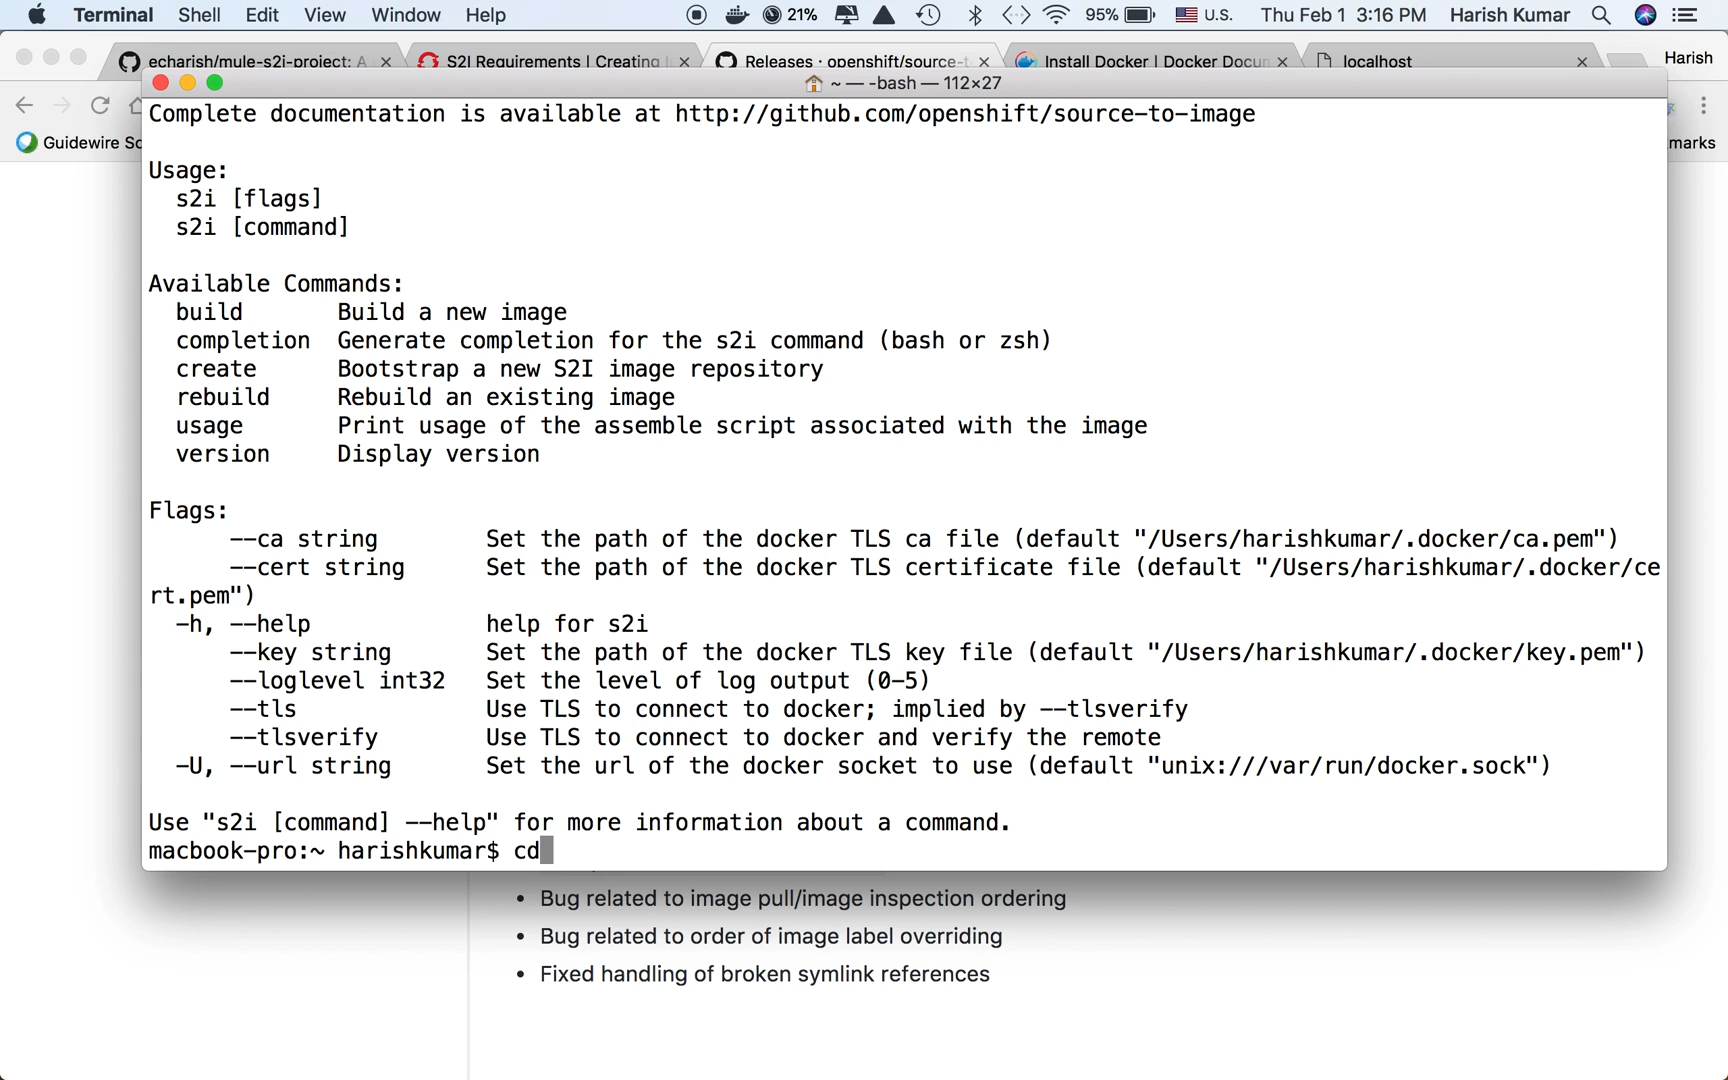 Terminal Shell Edit View Window Help 21% 95% U.S. Thu Feb 1 3:16 PM Harish Kumar
echarish/mule-s2i-project: A S2I Requirements | Creating Releases · openshift/source-t Install Docker | Docker Docu localhost Harish
~ — -bash — 112×27
Guidewire marks
Complete documentation is available at http://github.com/openshift/source-to-image
Usage:
s2i [flags]
s2i [command]
Available Commands:
build Build a new image
completion Generate completion for the s2i command (bash or zsh)
create Bootstrap a new S2I image repository
rebuild Rebuild an existing image
usage Print usage of the assemble script associated with the image
version Display version
Flags:
--ca string Set the path of the docker TLS ca file (default "/Users/harishkumar/.docker/ca.pem")
--cert string Set the path of the docker TLS certificate file (default "/Users/harishkumar/.docker/ce
rt.pem")
-h, --help help for s2i
--key string Set the path of the docker TLS key file (default "/Users/harishkumar/.docker/key.pem")
--loglevel int32 Set the level of log output (0-5)
--tls Use TLS to connect to docker; implied by --tlsverify
--tlsverify Use TLS to connect to docker and verify the remote
-U, --url string Set the url of the docker socket to use (default "unix:///var/run/docker.sock")
Use "s2i [command] --help" for more information about a command.
macbook-pro:~ harishkumar$ cd
• Bug related to image pull/image inspection ordering
• Bug related to order of image label overriding
• Fixed handling of broken symlink references